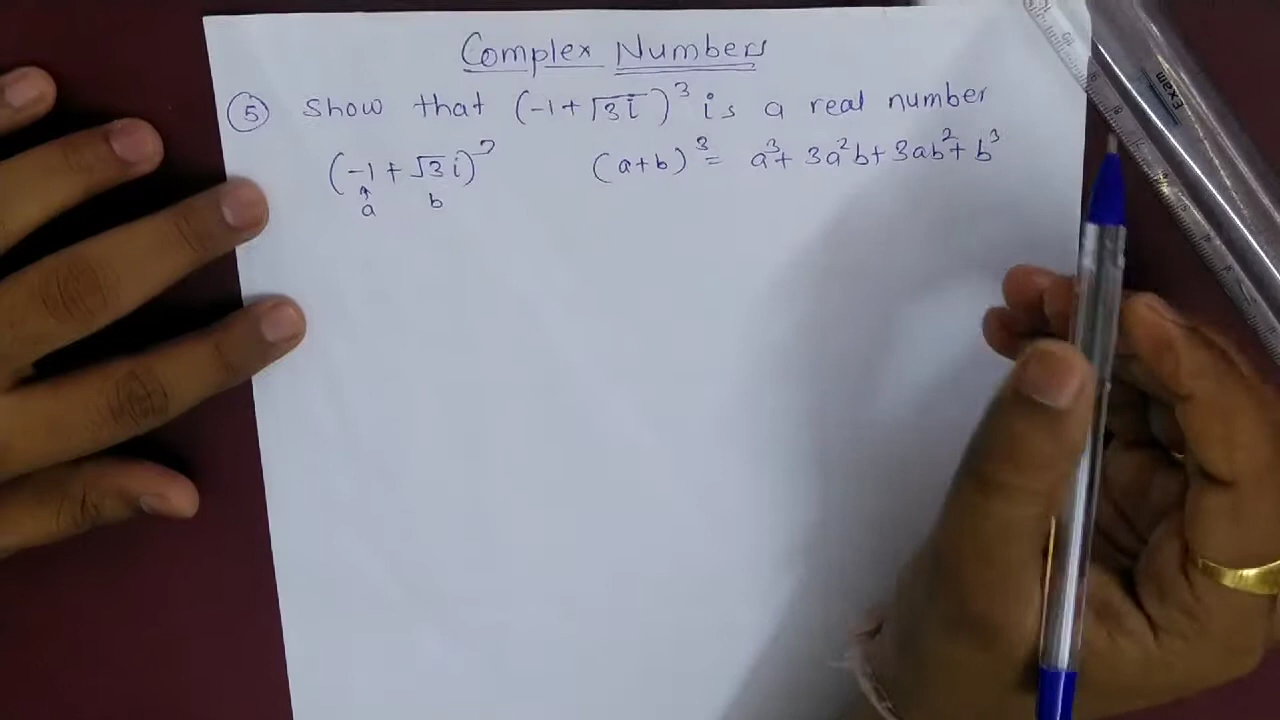 Complex Numbers
⑤ Show that (-1 + √3i)³ is a real number
(-1 + √3 i)³ (a+b)³ = a³ + 3a²b + 3ab² + b³
↑
a b
Exam